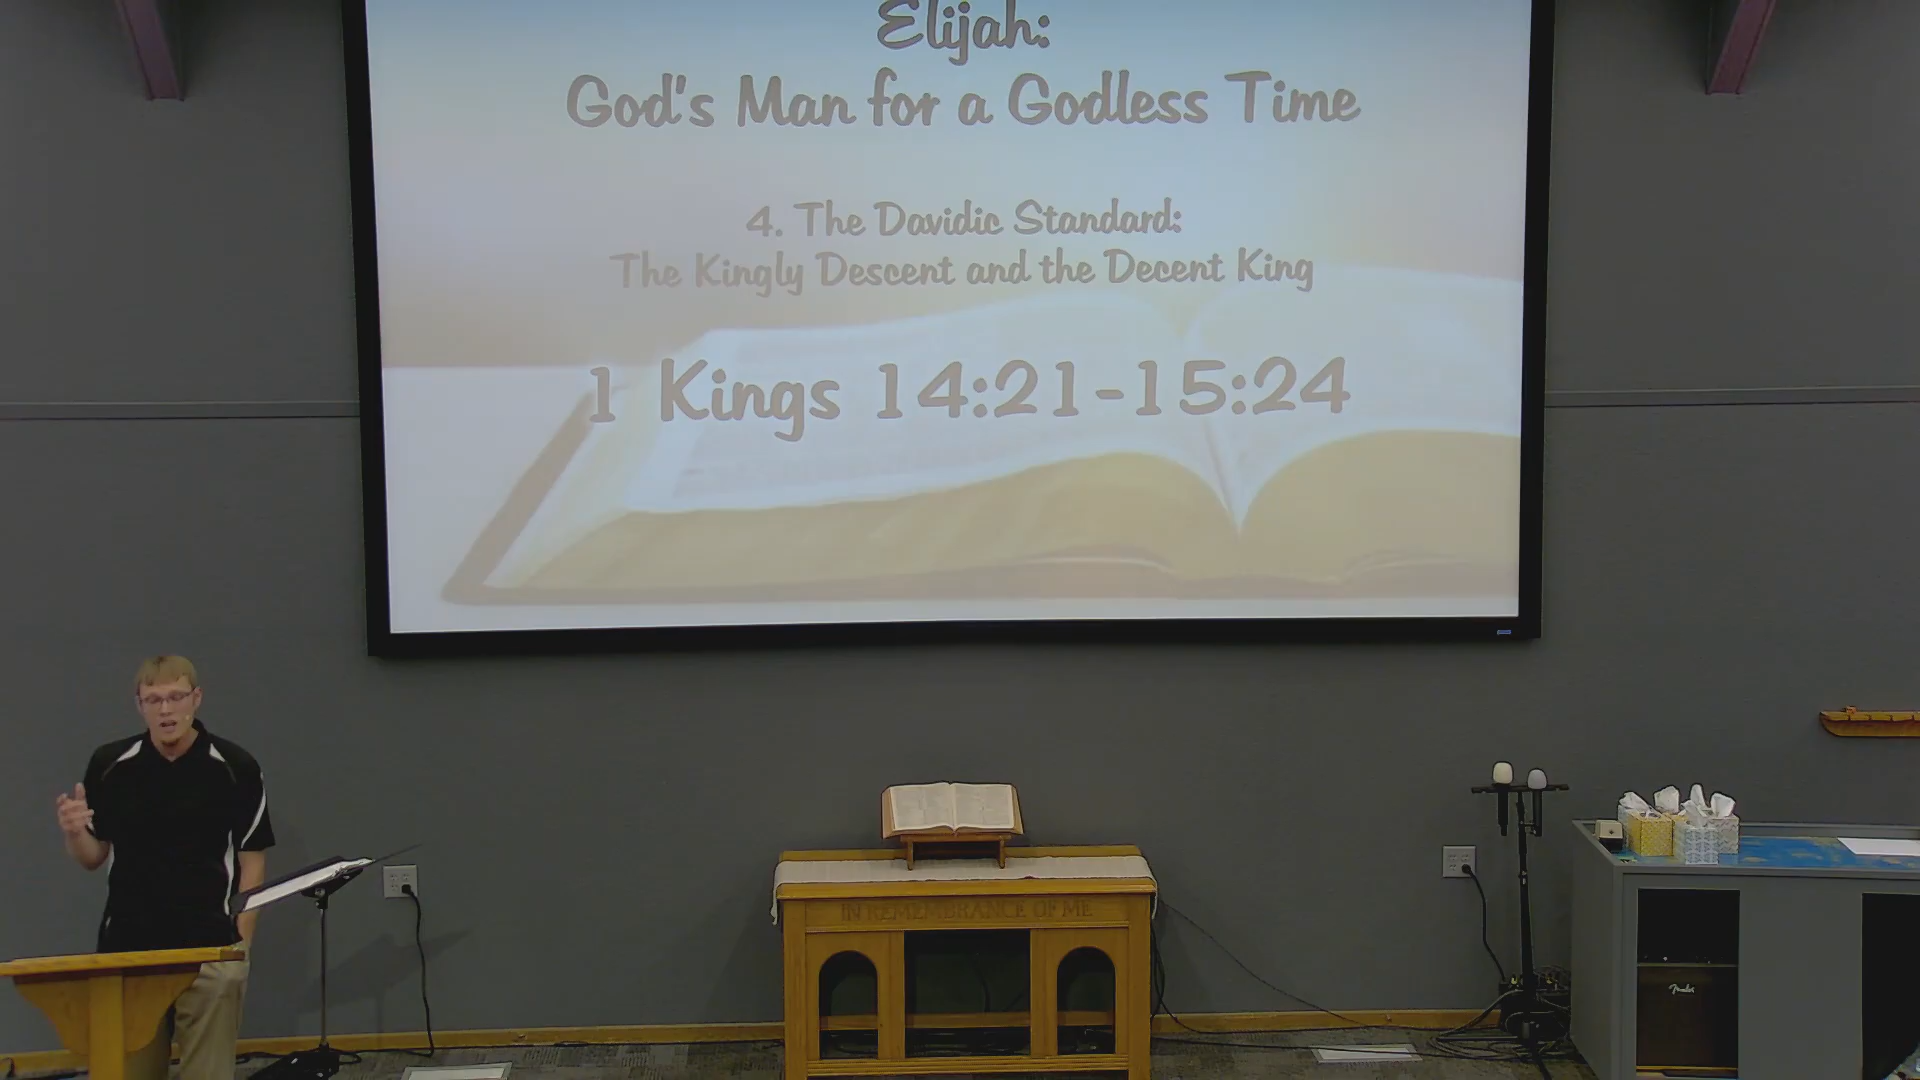 Elijah:
God's Man for a Godless Time
4. The Davidic Standard:
The Kingly Descent and the Decent King
1 Kings 14:21-15:24
IN REMEMBRANCE OF ME
Fender